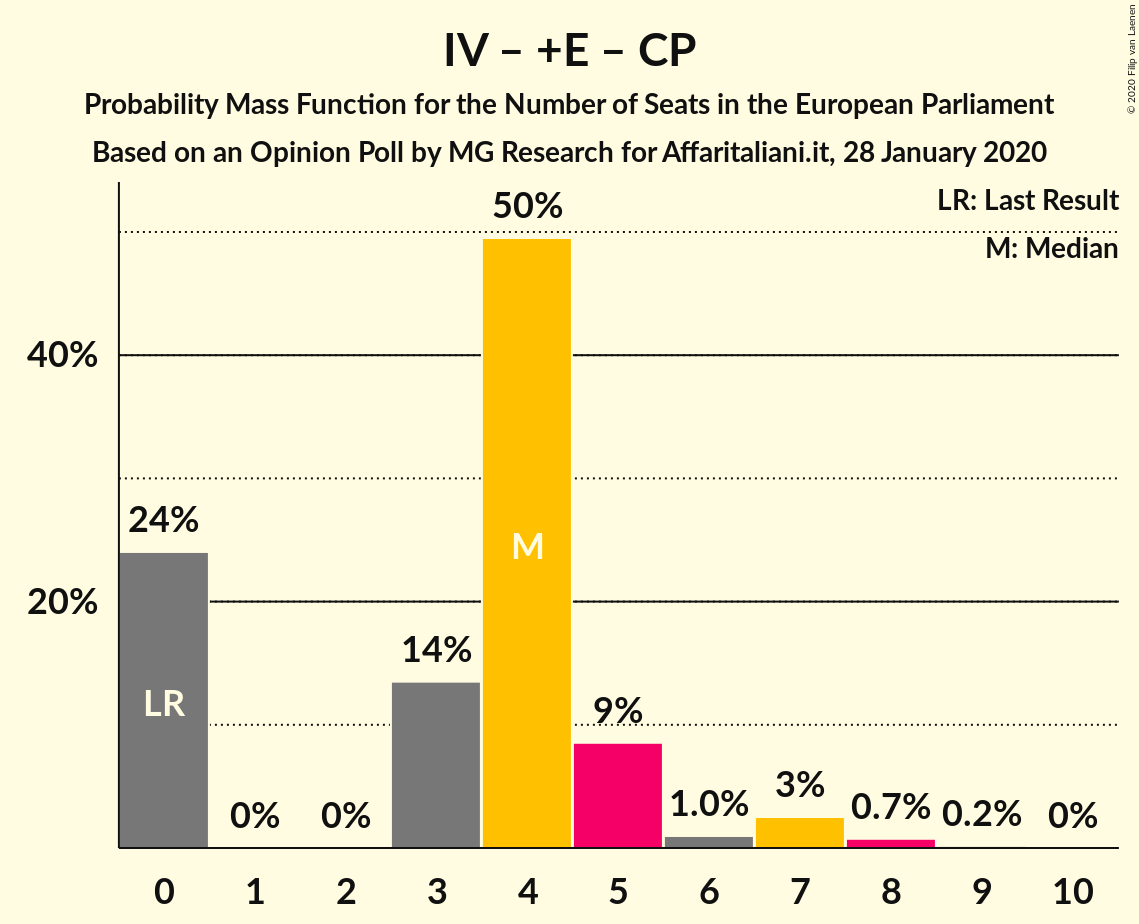 IV – +E – CP
Probability Mass Function for the Number of Seats in the European Parliament
Based on an Opinion Poll by MG Research for Affaritaliani.it, 28 January 2020
© 2020 Filip van Laenen
LR: Last Result
M: Median
50%
40%
24%
20%
14%
9%
3%
1.0%
0.7%
0.2%
0%
0%
0%
M
LR
0 1 2 3 4 5 6 7 8 9 10